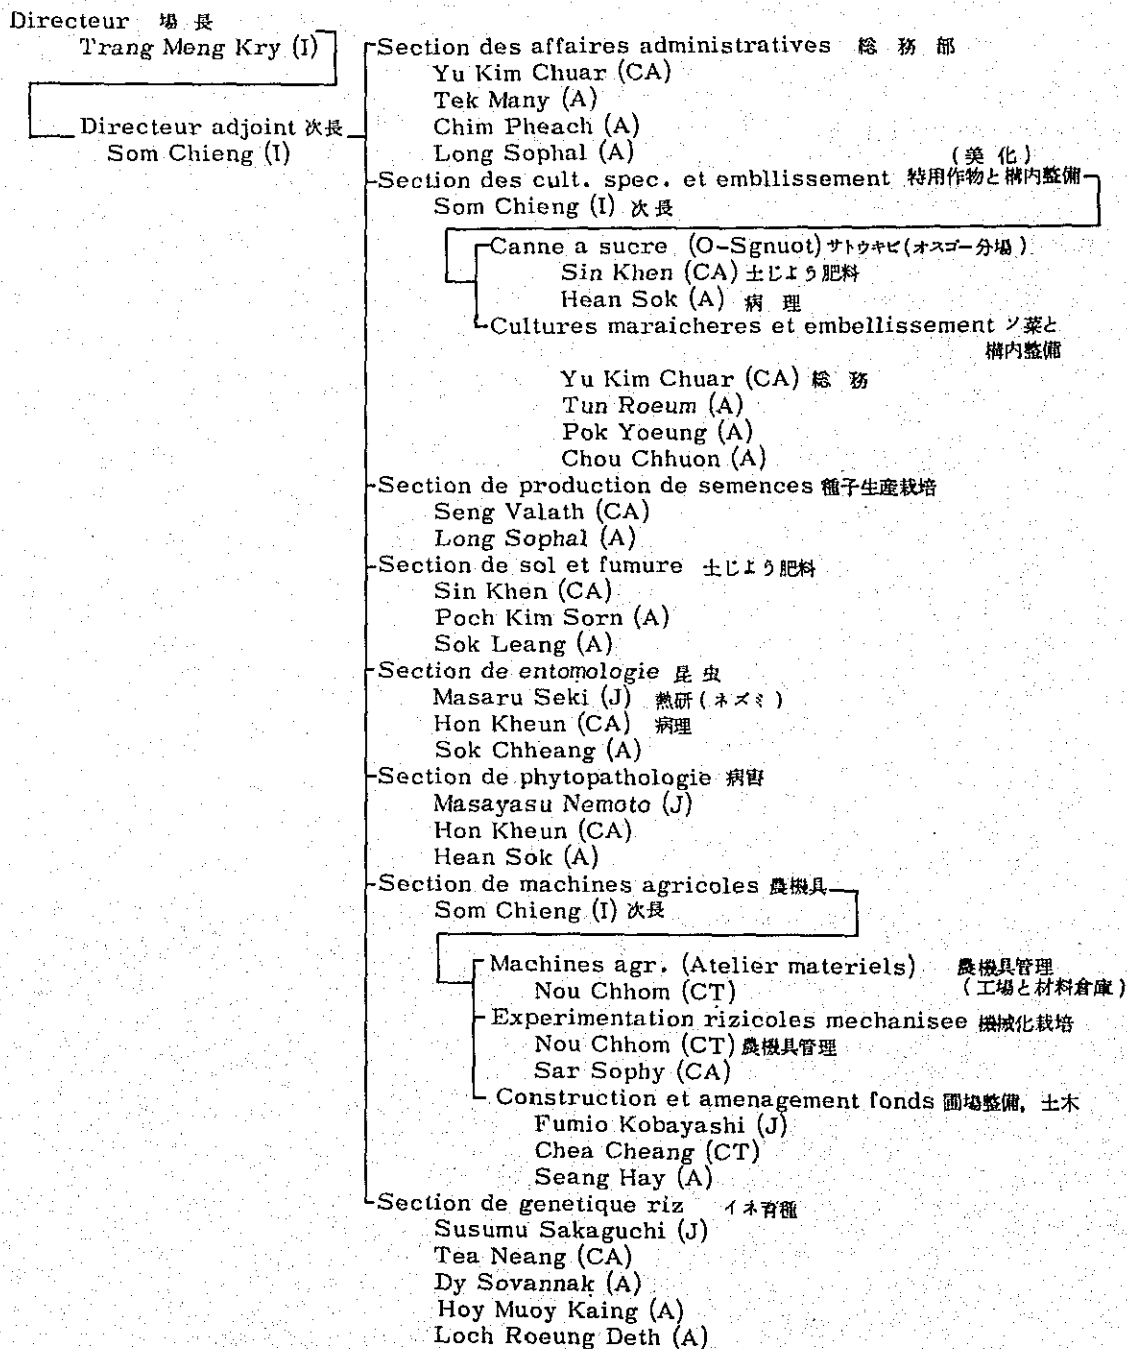 Directeur 場長
Trang Meng Kry (I)
Directeur adjoint 次長
Som Chieng (I)
Section des affaires administratives 総務部
Yu Kim Chuar (CA)
Tek Many (A)
Chim Pheach (A)
Long Sophal (A)
(美化)
Section des cult. spec. et embllissement 特用作物と構内整備
Som Chieng (I) 次長
Canne a sucre (O-Sgnuot) サトウキビ(オスゴー分場)
Sin Khen (CA) 土じよう肥料
Hean Sok (A) 病理
Cultures maraicheres et embellissement ソ菜と
構内整備
Yu Kim Chuar (CA) 総務
Tun Roeum (A)
Pok Yoeung (A)
Chou Chhuon (A)
Section de production de semences 種子生産栽培
Seng Valath (CA)
Long Sophal (A)
Section de sol et fumure 土じよう肥料
Sin Khen (CA)
Poch Kim Sorn (A)
Sok Leang (A)
Section de entomologie 昆虫
Masaru Seki (J) 熱研(ネズミ)
Hon Kheun (CA) 病理
Sok Chheang (A)
Section de phytopathologie 病害
Masayasu Nemoto (J)
Hon Kheun (CA)
Hean Sok (A)
Section de machines agricoles 農機具
Som Chieng (I) 次長
Machines agr. (Atelier materiels) 農機具管理
Nou Chhom (CT) (工場と材料倉庫)
Experimentation rizicoles mechanisee 機械化栽培
Nou Chhom (CT) 農機具管理
Sar Sophy (CA)
Construction et amenagement fonds 圃場整備, 土木
Fumio Kobayashi (J)
Chea Cheang (CT)
Seang Hay (A)
Section de genetique riz イネ育種
Susumu Sakaguchi (J)
Tea Neang (CA)
Dy Sovannak (A)
Hoy Muoy Kaing (A)
Loch Roeung Deth (A)